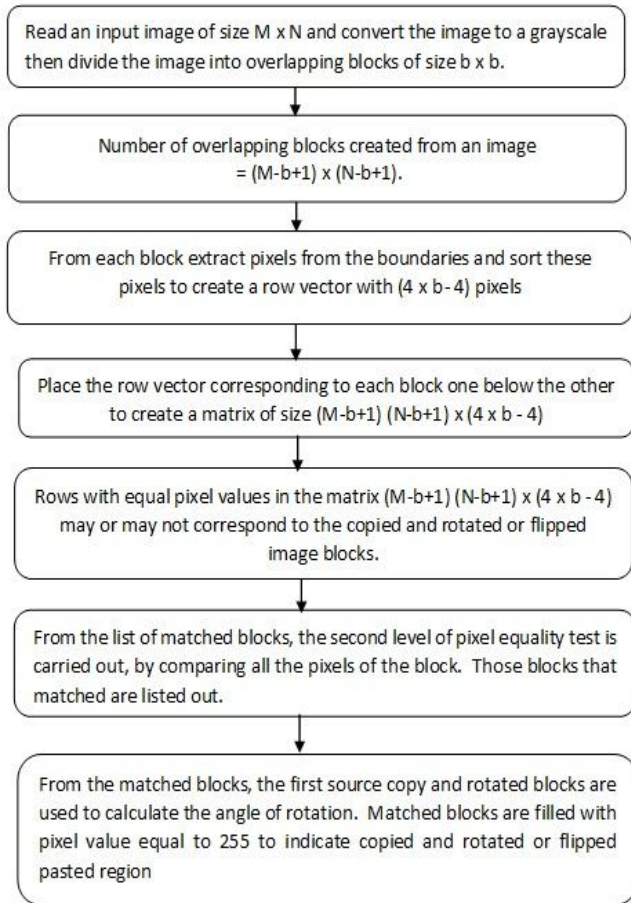 Read an input image of size M x N and convert the image to a grayscale
then divide the image into overlapping blocks of size b x b.
Number of overlapping blocks created from an image
= (M-b+1) x (N-b+1).
From each block extract pixels from the boundaries and sort these
pixels to create a row vector with (4 x b- 4) pixels
Place the row vector corresponding to each block one below the other
to create a matrix of size (M-b+1) (N-b+1) x (4 x b - 4)
Rows with equal pixel values in the matrix (M-b+1) (N-b+1) x (4 x b - 4)
may or may not correspond to the copied and rotated or flipped
image blocks.
From the list of matched blocks, the second level of pixel equality test is
carried out, by comparing all the pixels of the block. Those blocks that
matched are listed out.
From the matched blocks, the first source copy and rotated blocks are
used to calculate the angle of rotation. Matched blocks are filled with
pixel value equal to 255 to indicate copied and rotated or flipped
pasted region